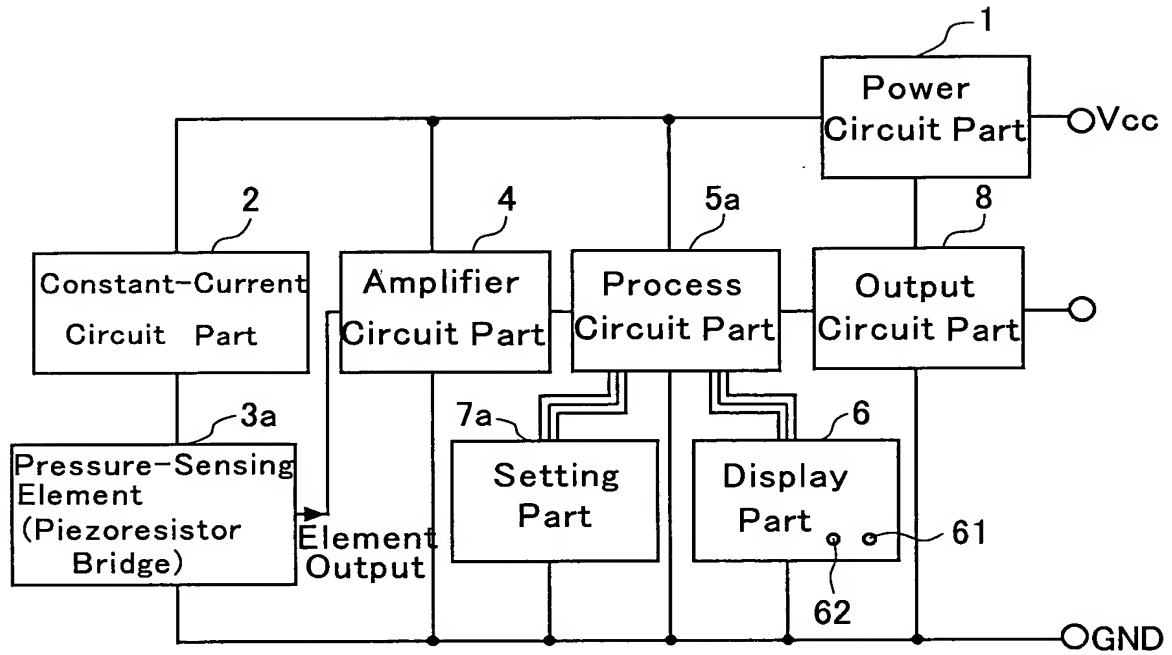 1
Power
Circuit Part
Vcc
2
4
5a
8
Constant-Current
Circuit Part
Amplifier
Circuit Part
Process
Circuit Part
Output
Circuit Part
3a
7a
6
Pressure-Sensing
Element
(Piezoresistor
Bridge)
Element
Output
Setting
Part
Display
Part
61
62
GND